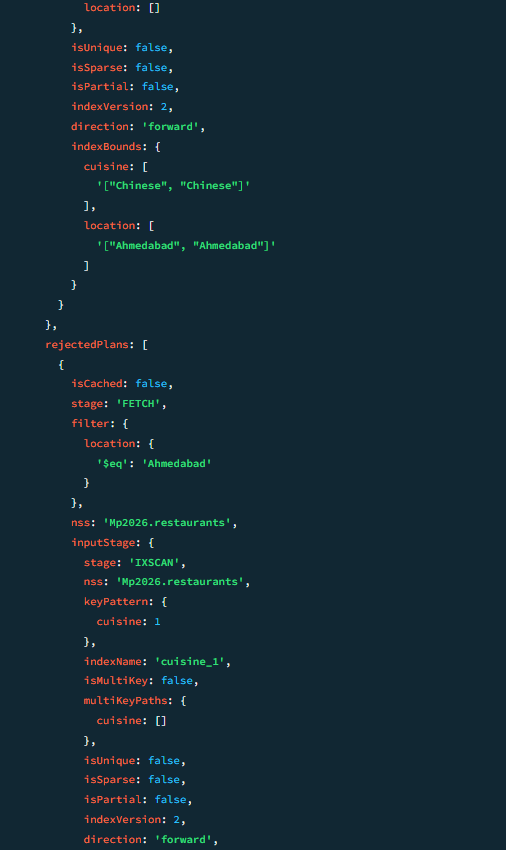 location: []
},
isUnique: false,
isSparse: false,
isPartial: false,
indexVersion: 2,
direction: 'forward',
indexBounds: {
cuisine: [
'["Chinese", "Chinese"]'
],
location: [
'["Ahmedabad", "Ahmedabad"]'
]
}
}
},
rejectedPlans: [
{
isCached: false,
stage: 'FETCH',
filter: {
location: {
'$eq': 'Ahmedabad'
}
},
nss: 'Mp2026.restaurants',
inputStage: {
stage: 'IXSCAN',
nss: 'Mp2026.restaurants',
keyPattern: {
cuisine: 1
},
indexName: 'cuisine_1',
isMultiKey: false,
multiKeyPaths: {
cuisine: []
},
isUnique: false,
isSparse: false,
isPartial: false,
indexVersion: 2,
direction: 'forward',